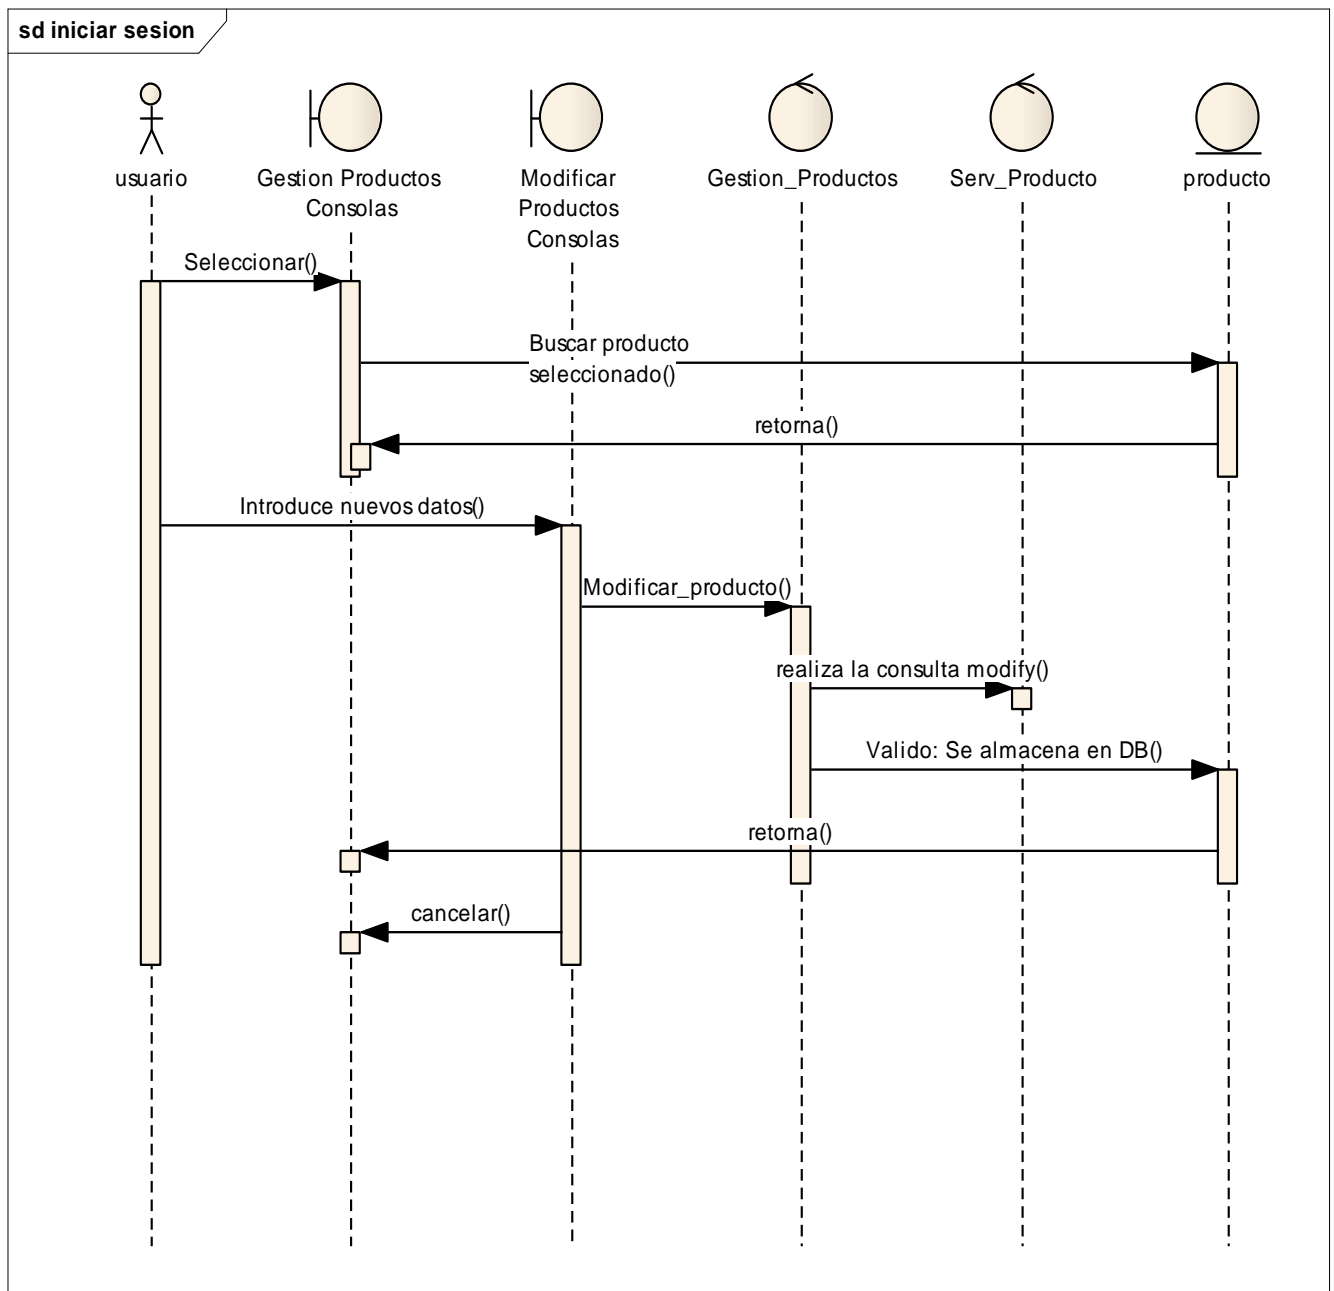 sd iniciar sesion
usuario
Gestion Productos
Consolas
Modificar
Productos
Consolas
Gestion_Productos
Serv_Producto
producto
Seleccionar()
Buscar producto
seleccionado()
retorna()
Introduce nuevos datos()
Modificar_producto()
realiza la consulta modify()
Valido: Se almacena en DB()
retorna()
cancelar()